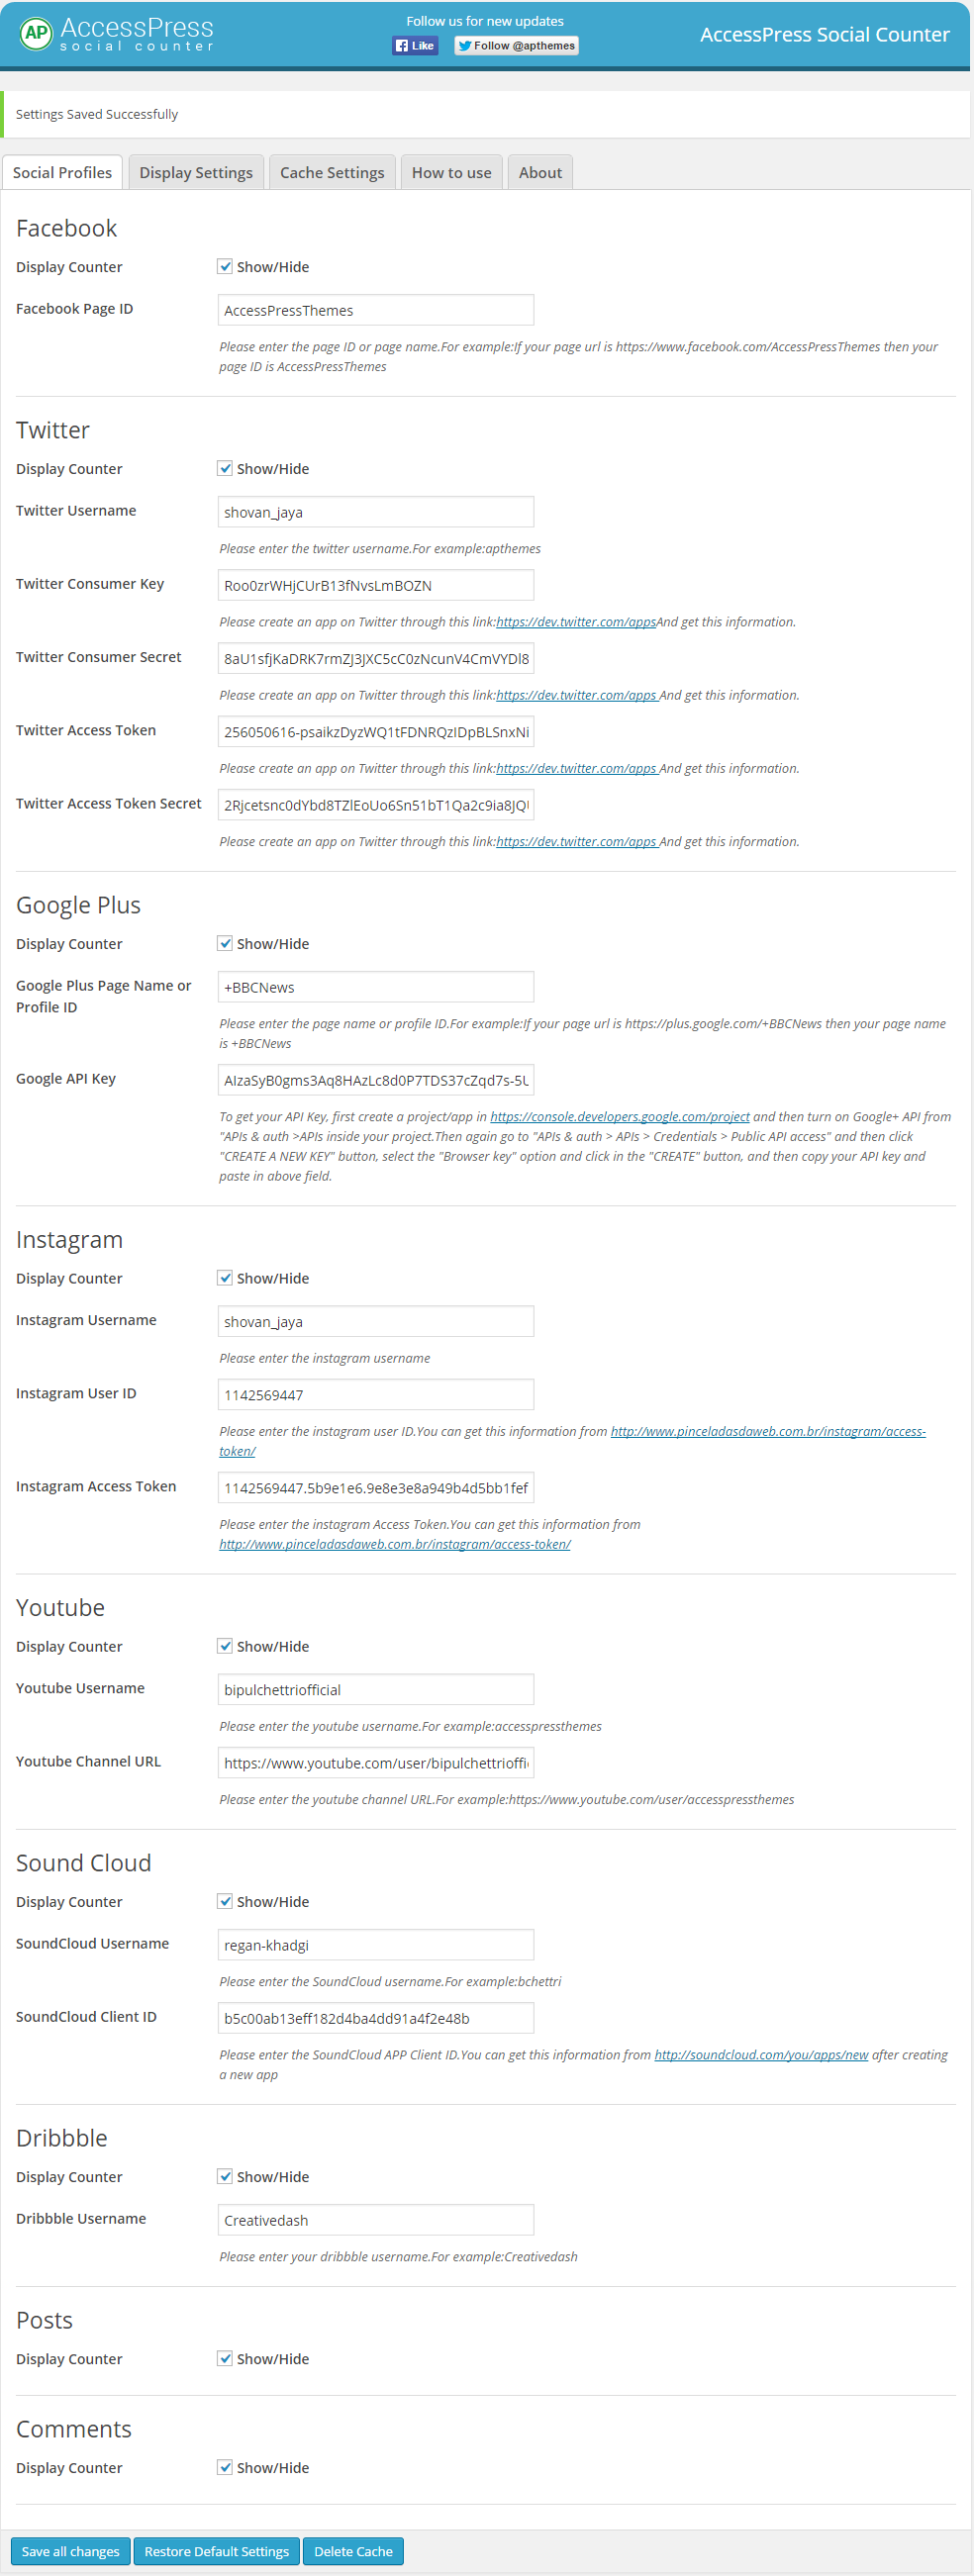 AP AccessPress
social counter
Follow us for new updates
Like Follow @apthemes
AccessPress Social Counter
Settings Saved Successfully
Social Profiles Display Settings Cache Settings How to use About
Facebook
Display Counter Show/Hide
Facebook Page ID AccessPressThemes
Please enter the page ID or page name.For example:If your page url is https://www.facebook.com/AccessPressThemes then your
page ID is AccessPressThemes
Twitter
Display Counter Show/Hide
Twitter Username shovan_jaya
Please enter the twitter username.For example:apthemes
Twitter Consumer Key Roo0zrWHjCUrB13fNvsLmBOZN
Please create an app on Twitter through this link:https://dev.twitter.com/appsAnd get this information.
Twitter Consumer Secret 8aU1sfjKaDRK7rmZJ3JXC5cC0zNcunV4CmVYDl8
Please create an app on Twitter through this link:https://dev.twitter.com/apps And get this information.
Twitter Access Token 256050616-psaikzDyzWQ1tFDNRQzIDpBLSnxNi
Please create an app on Twitter through this link:https://dev.twitter.com/apps And get this information.
Twitter Access Token Secret 2Rjcetsnc0dYbd8TZlEoUo6Sn51bT1Qa2c9ia8JQ
Please create an app on Twitter through this link:https://dev.twitter.com/apps And get this information.
Google Plus
Display Counter Show/Hide
Google Plus Page Name or +BBCNews
Profile ID
Please enter the page name or profile ID.For example:If your page url is https://plus.google.com/+BBCNews then your page name
is +BBCNews
Google API Key AIzaSyB0gms3Aq8HAzLc8d0P7TDS37cZqd7s-5U
To get your API Key, first create a project/app in https://console.developers.google.com/project and then turn on Google+ API from
"APIs & auth >APIs inside your project.Then again go to "APIs & auth > APIs > Credentials > Public API access" and then click
"CREATE A NEW KEY" button, select the "Browser key" option and click in the "CREATE" button, and then copy your API key and
paste in above field.
Instagram
Display Counter Show/Hide
Instagram Username shovan_jaya
Please enter the instagram username
Instagram User ID 1142569447
Please enter the instagram user ID.You can get this information from http://www.pinceladasdaweb.com.br/instagram/access-
token/
Instagram Access Token 1142569447.5b9e1e6.9e8e3e8a949b4d5bb1fef
Please enter the instagram Access Token.You can get this information from
http://www.pinceladasdaweb.com.br/instagram/access-token/
Youtube
Display Counter Show/Hide
Youtube Username bipulchettriofficial
Please enter the youtube username.For example:accesspressthemes
Youtube Channel URL https://www.youtube.com/user/bipulchettrioffi
Please enter the youtube channel URL.For example:https://www.youtube.com/user/accesspressthemes
Sound Cloud
Display Counter Show/Hide
SoundCloud Username regan-khadgi
Please enter the SoundCloud username.For example:bchettri
SoundCloud Client ID b5c00ab13eff182d4ba4dd91a4f2e48b
Please enter the SoundCloud APP Client ID.You can get this information from http://soundcloud.com/you/apps/new after creating
a new app
Dribbble
Display Counter Show/Hide
Dribbble Username Creativedash
Please enter your dribbble username.For example:Creativedash
Posts
Display Counter Show/Hide
Comments
Display Counter Show/Hide
Save all changes Restore Default Settings Delete Cache